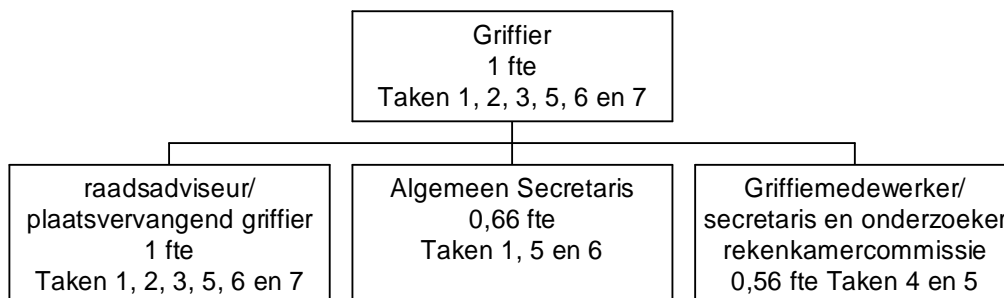 Griffier
1 fte
Taken 1, 2, 3, 5, 6 en 7
raadsadviseur/
plaatsvervangend griffier
1 fte
Taken 1, 2, 3, 5, 6 en 7
Algemeen Secretaris
0,66 fte
Taken 1, 5 en 6
Griffiemedewerker/
secretaris en onderzoeker
rekenkamercommissie
0,56 fte Taken 4 en 5